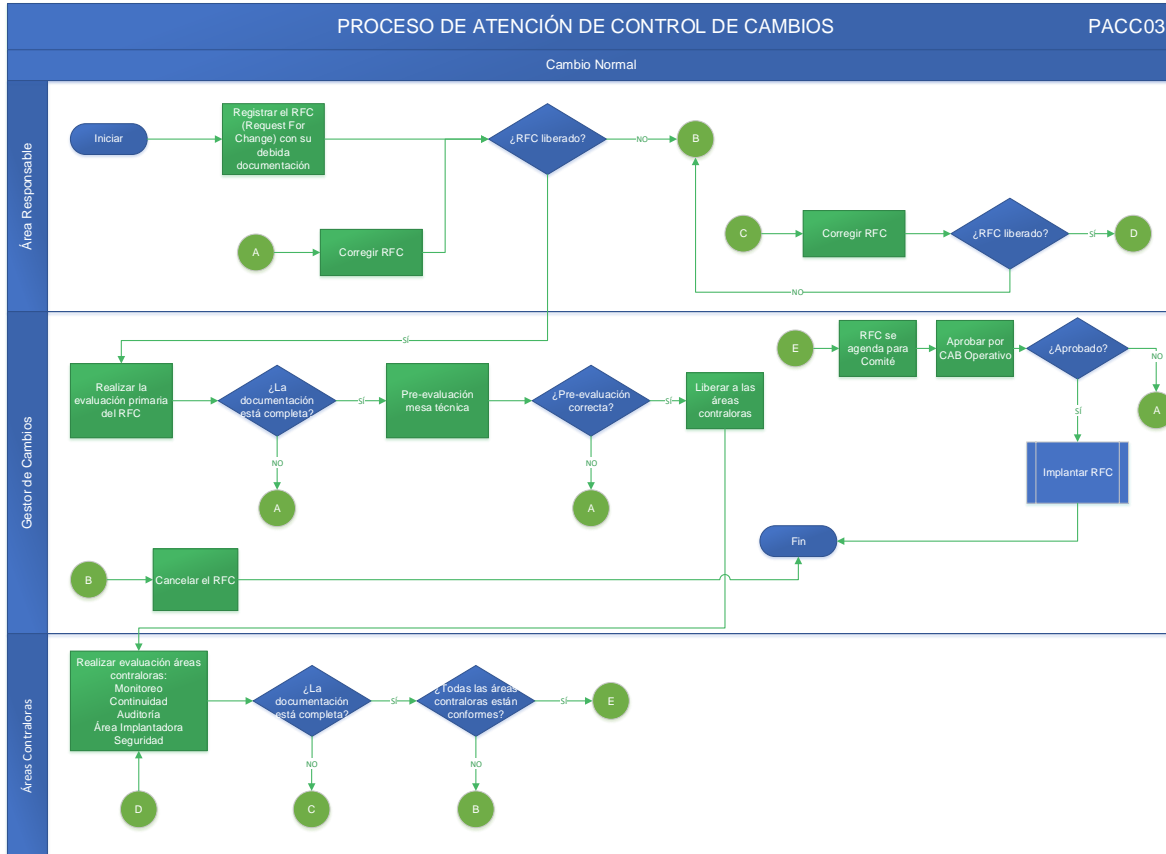 PROCESO DE ATENCIÓN DE CONTROL DE CAMBIOS
PACC03
Cambio Normal
Área Responsable
Iniciar
Registrar el RFC
(Request For
Change) con su
debida
documentación
¿RFC liberado?
NO
B
A
Corregir RFC
C
Corregir RFC
¿RFC liberado?
SÍ
D
NO
SÍ
Gestor de Cambios
Realizar la
evaluación primaria
del RFC
¿La
documentación
está completa?
SÍ
Pre-evaluación
mesa técnica
¿Pre-evaluación
correcta?
SÍ
Liberar a las
áreas
contraloras
NO
A
NO
A
E
RFC se
agenda para
Comité
Aprobar por
CAB Operativo
¿Aprobado?
NO
A
SÍ
Implantar RFC
Fin
B
Cancelar el RFC
Áreas Contraloras
Realizar evaluación áreas
contraloras:
Monitoreo
Continuidad
Auditoría
Área Implantadora
Seguridad
¿La
documentación
está completa?
SÍ
¿Todas las áreas
contraloras están
conformes?
SÍ
E
NO
NO
D
C
B